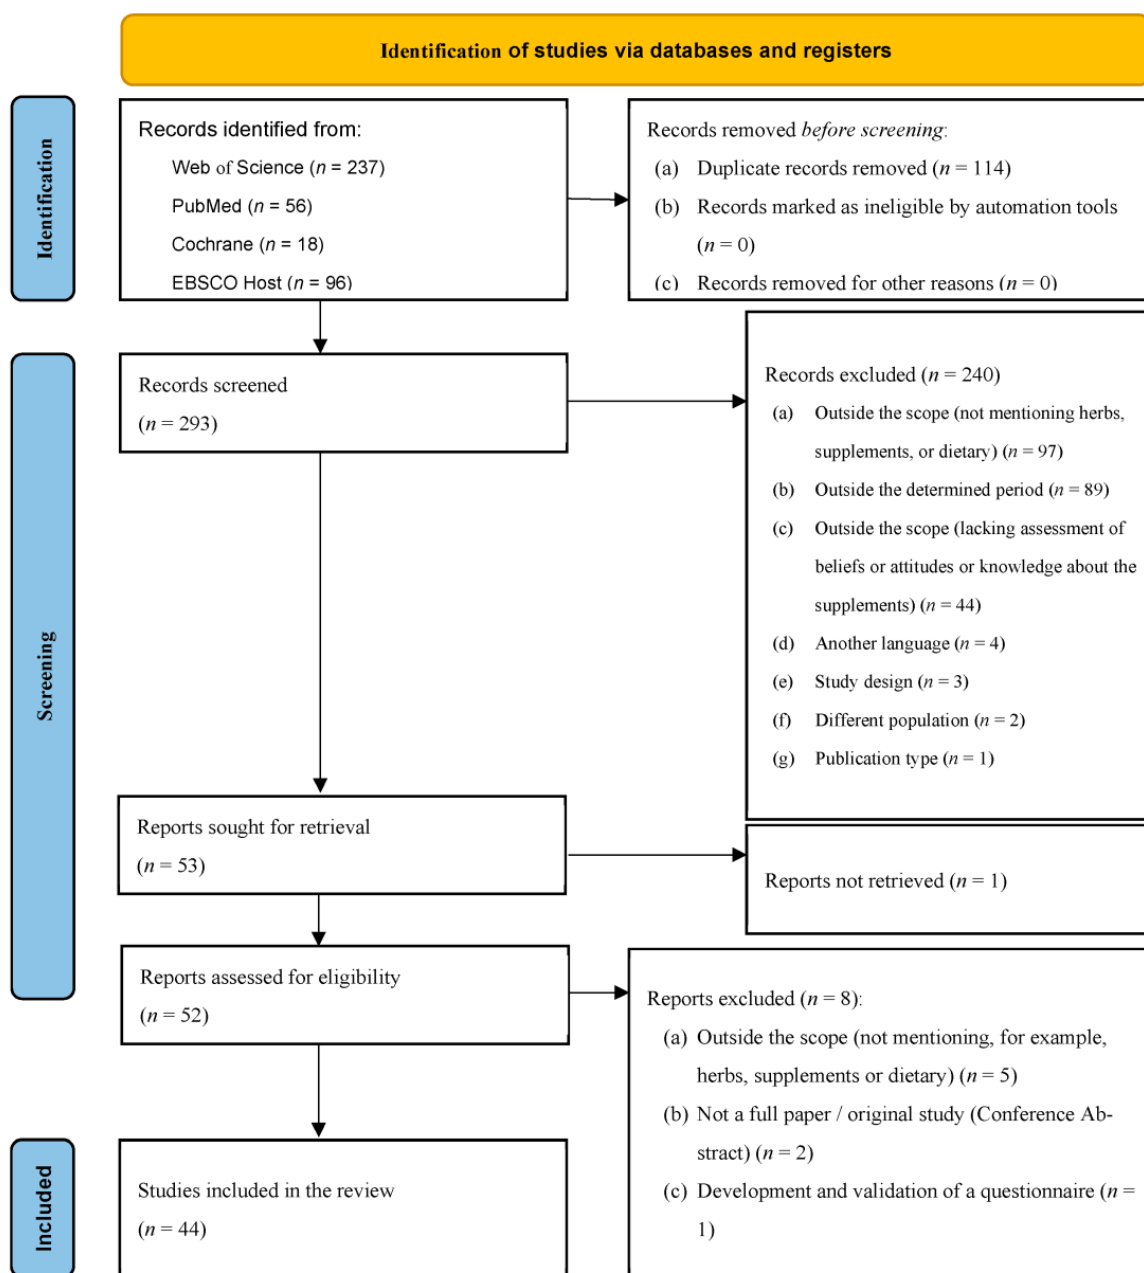 Identification of studies via databases and registers
Identification
Records identified from:
Web of Science (n = 237)
PubMed (n = 56)
Cochrane (n = 18)
EBSCO Host (n = 96)
Records removed before screening:
(a) Duplicate records removed (n = 114)
(b) Records marked as ineligible by automation tools
(n = 0)
(c) Records removed for other reasons (n = 0)
Screening
Records screened
(n = 293)
Records excluded (n = 240)
(a) Outside the scope (not mentioning herbs,
supplements, or dietary) (n = 97)
(b) Outside the determined period (n = 89)
(c) Outside the scope (lacking assessment of
beliefs or attitudes or knowledge about the
supplements) (n = 44)
(d) Another language (n = 4)
(e) Study design (n = 3)
(f) Different population (n = 2)
(g) Publication type (n = 1)
Reports sought for retrieval
(n = 53)
Reports not retrieved (n = 1)
Reports assessed for eligibility
(n = 52)
Reports excluded (n = 8):
(a) Outside the scope (not mentioning, for example,
herbs, supplements or dietary) (n = 5)
(b) Not a full paper / original study (Conference Ab-
stract) (n = 2)
(c) Development and validation of a questionnaire (n =
1)
Included
Studies included in the review
(n = 44)